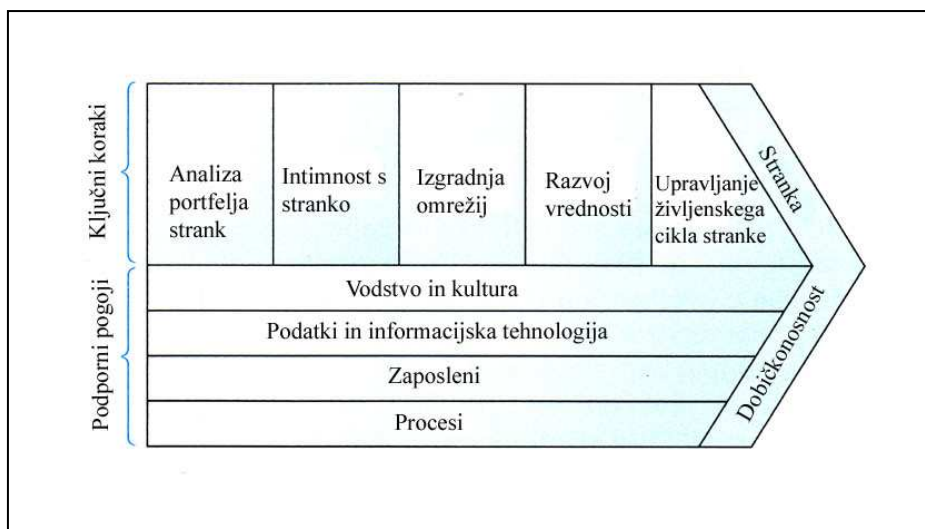 Ključni koraki
Analiza
portfelja
strank
Intimnost s
stranko
Izgradnja
omrežij
Razvoj
vrednosti
Upravljanje
življenskega
cikla stranke
Stranka
Podporni pogoji
Vodstvo in kultura
Podatki in informacijska tehnologija
Zaposleni
Procesi
Dobičkonosnost